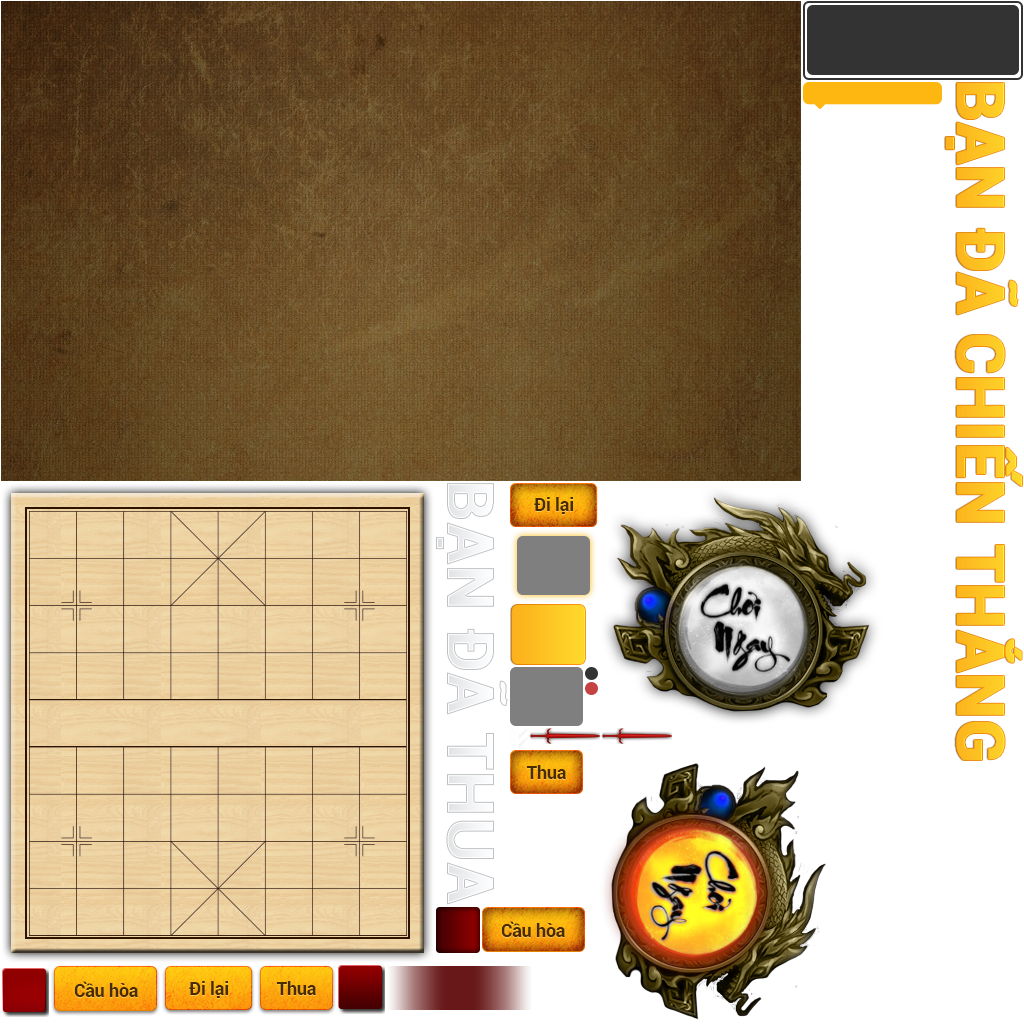 BẠN ĐÃ CHIẾN THẮNG
BẠN ĐÃ THUA
Đi lại
Chơi
Ngay
Thua
Chơi
Ngay
Cầu hòa
Cầu hòa
Đi lại
Thua